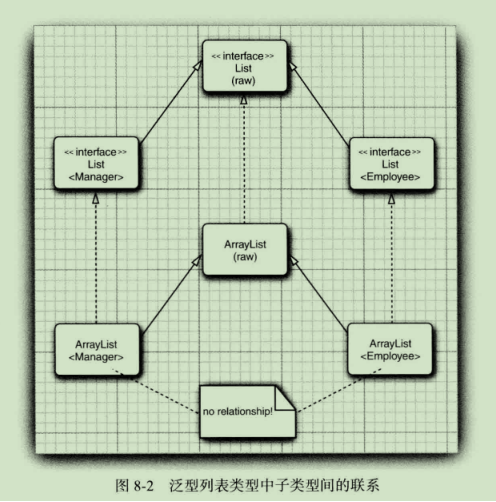 << interface >>
List
(raw)
<< interface >>
List
<Manager>
<< interface >>
List
<Employee>
ArrayList
(raw)
ArrayList
<Manager>
ArrayList
<Employee>
no relationship!
图 8-2 泛型列表类型中子类型间的联系